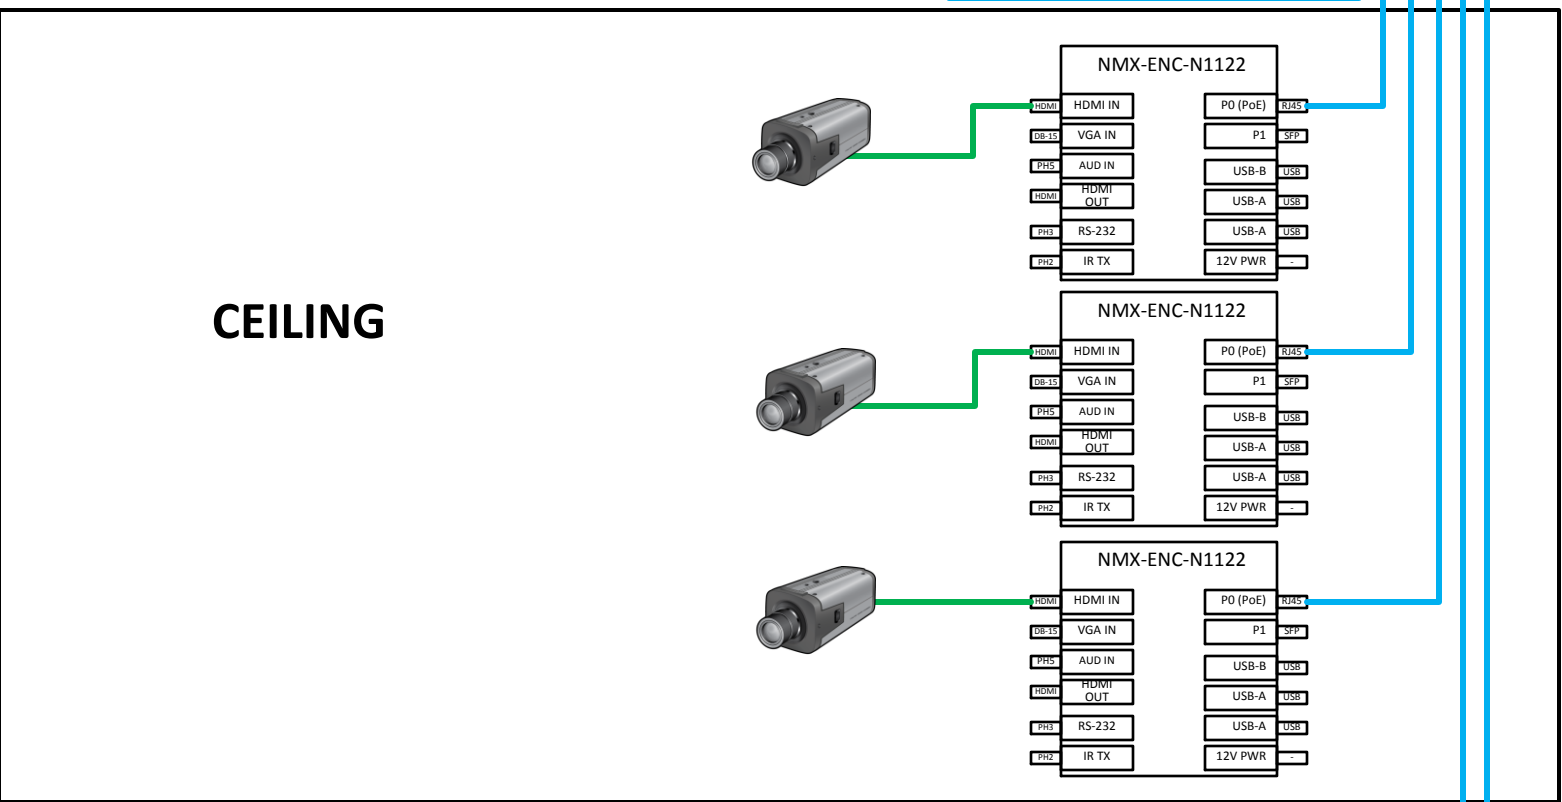 NMX-ENC-N1122
HDMI HDMI IN P0 (PoE) RJ45
DB-15 VGA IN P1 SFP
PH5 AUD IN USB-B USB
HDMI HDMI OUT USB-A USB
PH3 RS-232 USB-A USB
PH2 IR TX 12V PWR -
CEILING
NMX-ENC-N1122
HDMI HDMI IN P0 (PoE) RJ45
DB-15 VGA IN P1 SFP
PH5 AUD IN USB-B USB
HDMI HDMI OUT USB-A USB
PH3 RS-232 USB-A USB
PH2 IR TX 12V PWR -
NMX-ENC-N1122
HDMI HDMI IN P0 (PoE) RJ45
DB-15 VGA IN P1 SFP
PH5 AUD IN USB-B USB
HDMI HDMI OUT USB-A USB
PH3 RS-232 USB-A USB
PH2 IR TX 12V PWR -